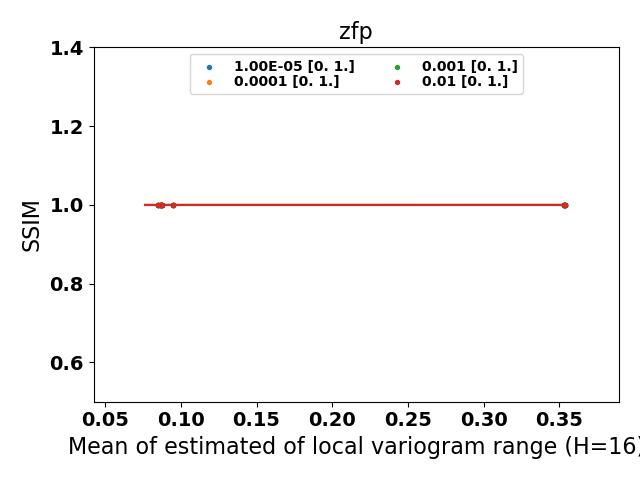 zfp
1.00E-05 [0. 1.] 0.001 [0. 1.]
0.0001 [0. 1.] 0.01 [0. 1.]
1.4
1.2
1.0
0.8
0.6
SSIM
0.05 0.10 0.15 0.20 0.25 0.30 0.35
Mean of estimated of local variogram range (H=16)